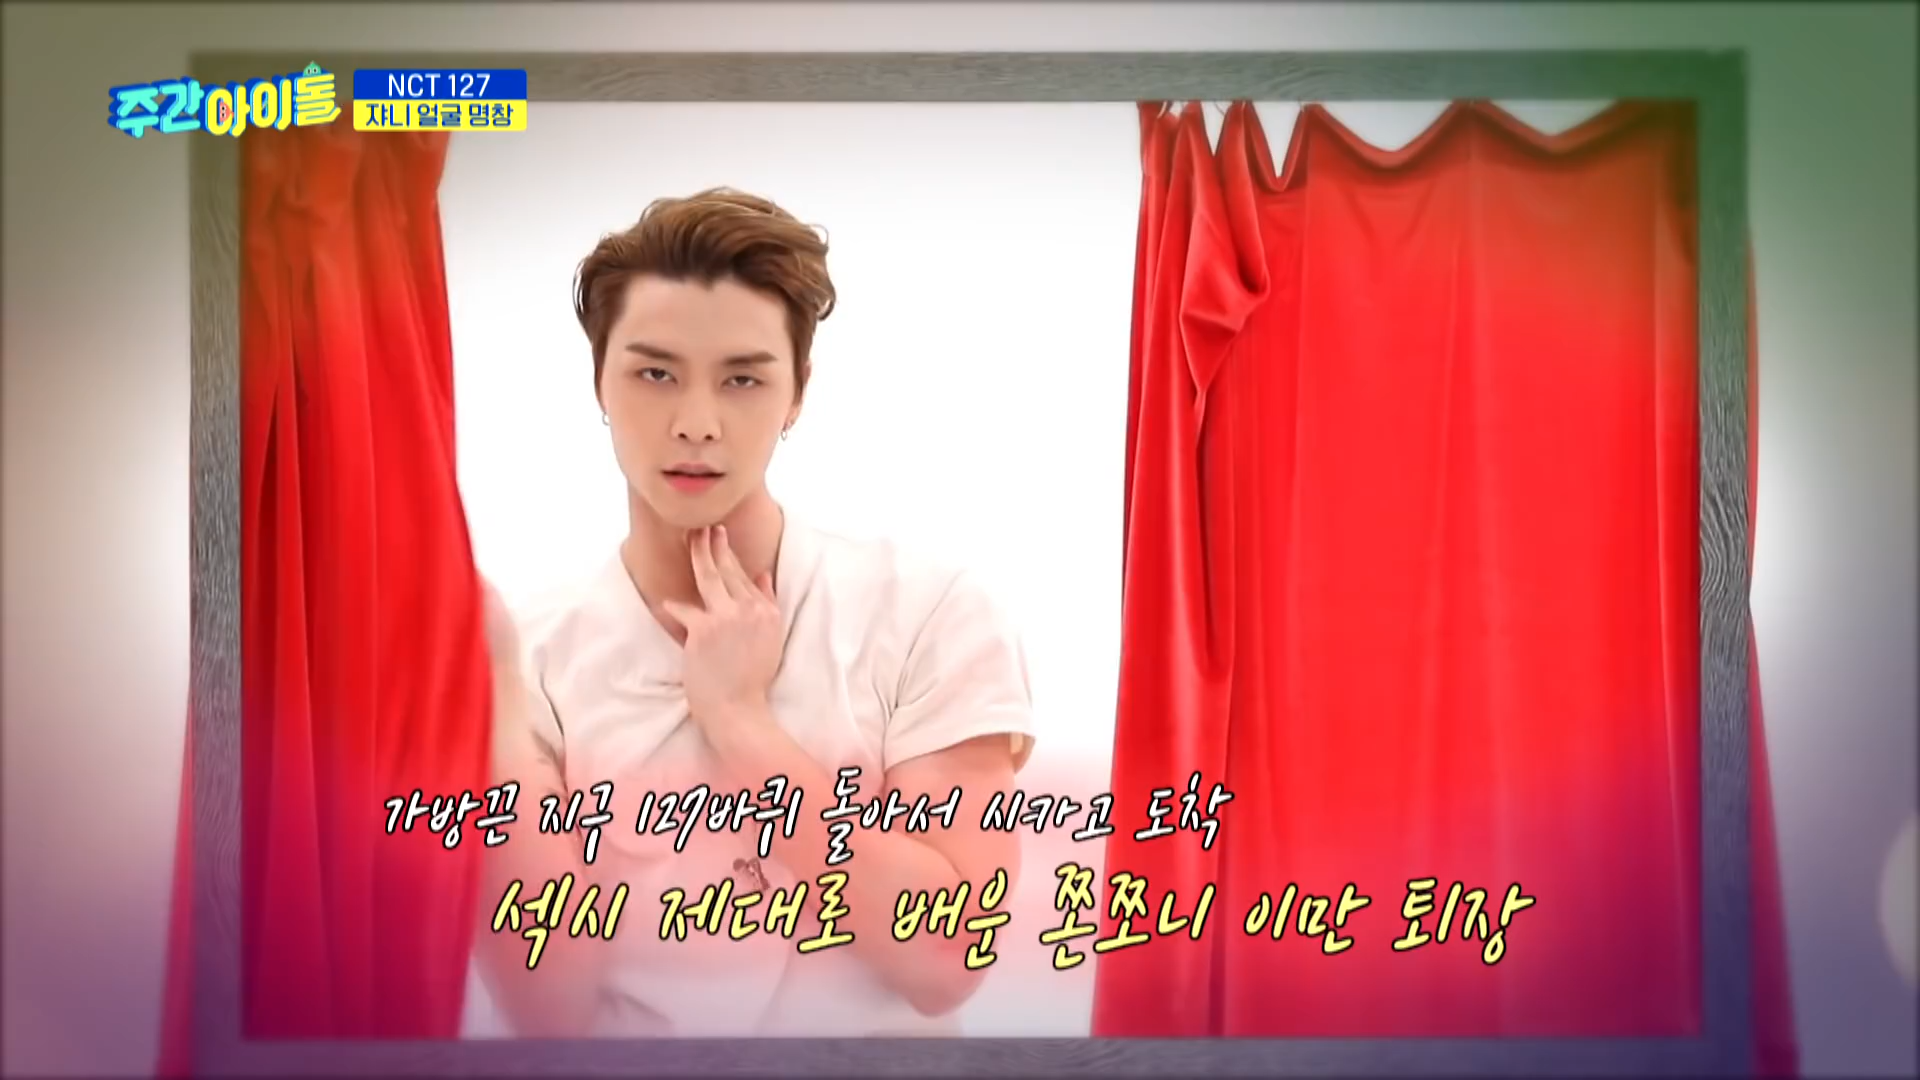 주간아이돌
NCT 127
쟈니 얼굴 명창
가방끈 지구 127바퀴 돌아서 시카고 도착
섹시 제대로 배운 쫀쪼니 이만 퇴장